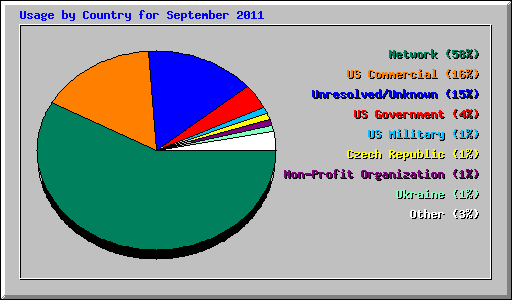 Usage by Country for September 2011
Network (58%)
US Commercial (16%)
Unresolved/Unknown (15%)
US Government (4%)
US Military (1%)
Czech Republic (1%)
Non-Profit Organization (1%)
Ukraine (1%)
Other (3%)